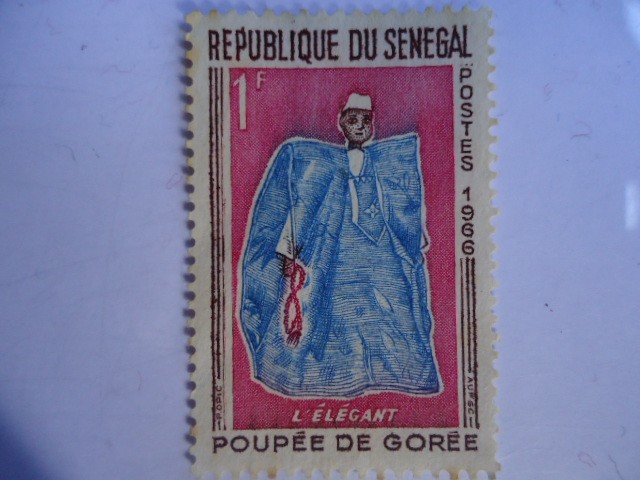 REPUBLIQUE DU SENEGAL
1F
POSTES 1966
L'ÉLÉGANT
POUPÉE DE GORÉE